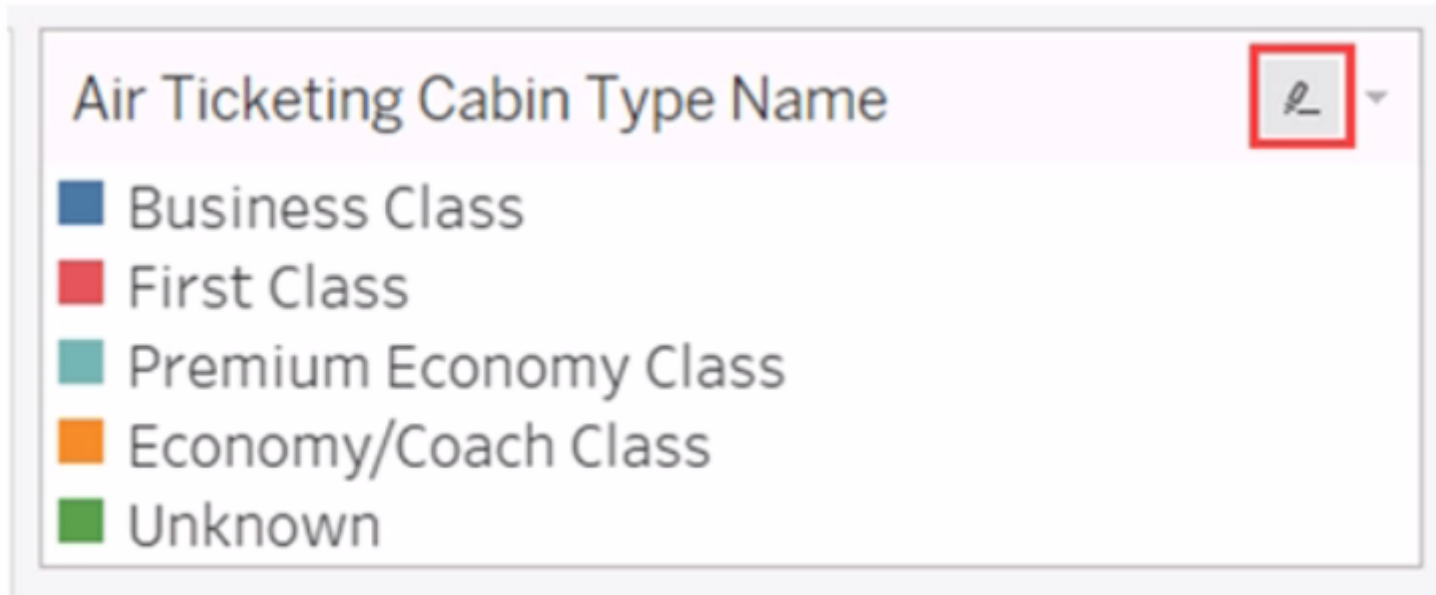 Air Ticketing Cabin Type Name
Business Class
First Class
Premium Economy Class
Economy/Coach Class
Unknown